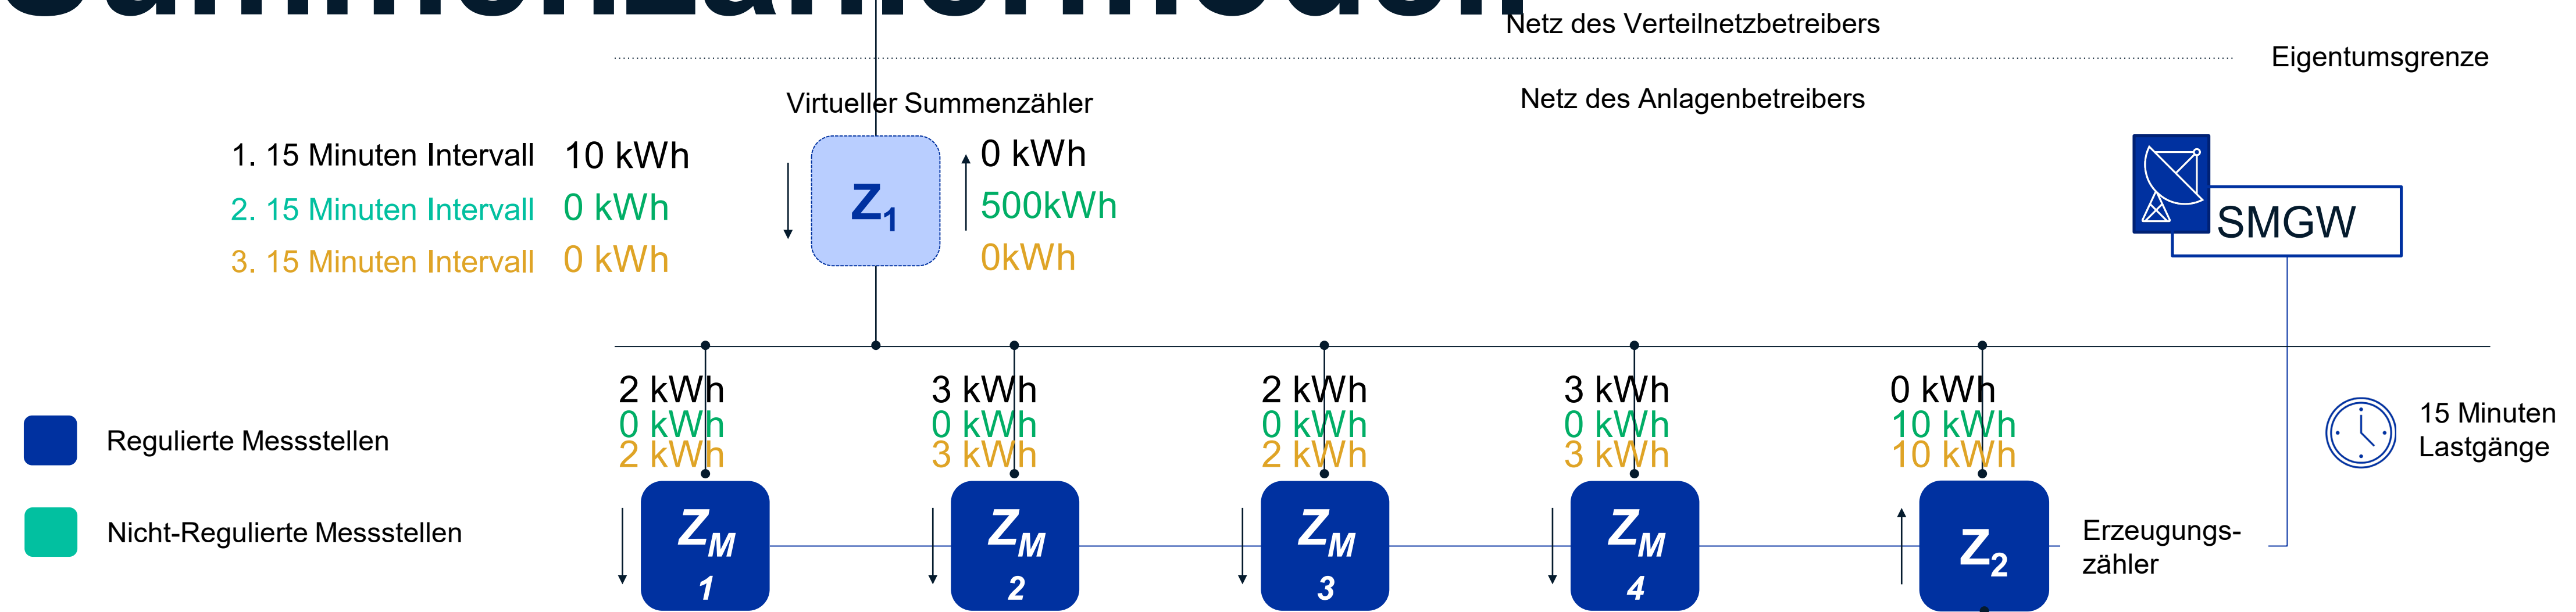 Summenzählermodell
Netz des Verteilnetzbetreibers
Eigentumsgrenze
Virtueller Summenzähler
Netz des Anlagenbetreibers
1. 15 Minuten Intervall 10 kWh
0 kWh
2. 15 Minuten Intervall 0 kWh
500kWh
3. 15 Minuten Intervall 0 kWh
0kWh
Z1
SMGW
2 kWh 3 kWh 2 kWh 3 kWh 0 kWh
0 kWh 0 kWh 0 kWh 0 kWh 10 kWh
2 kWh 3 kWh 2 kWh 3 kWh 10 kWh
15 Minuten
Lastgänge
Regulierte Messstellen
Nicht-Regulierte Messstellen
ZM
1
ZM
2
ZM
3
ZM
4
Z2
Erzeugungs-
zähler